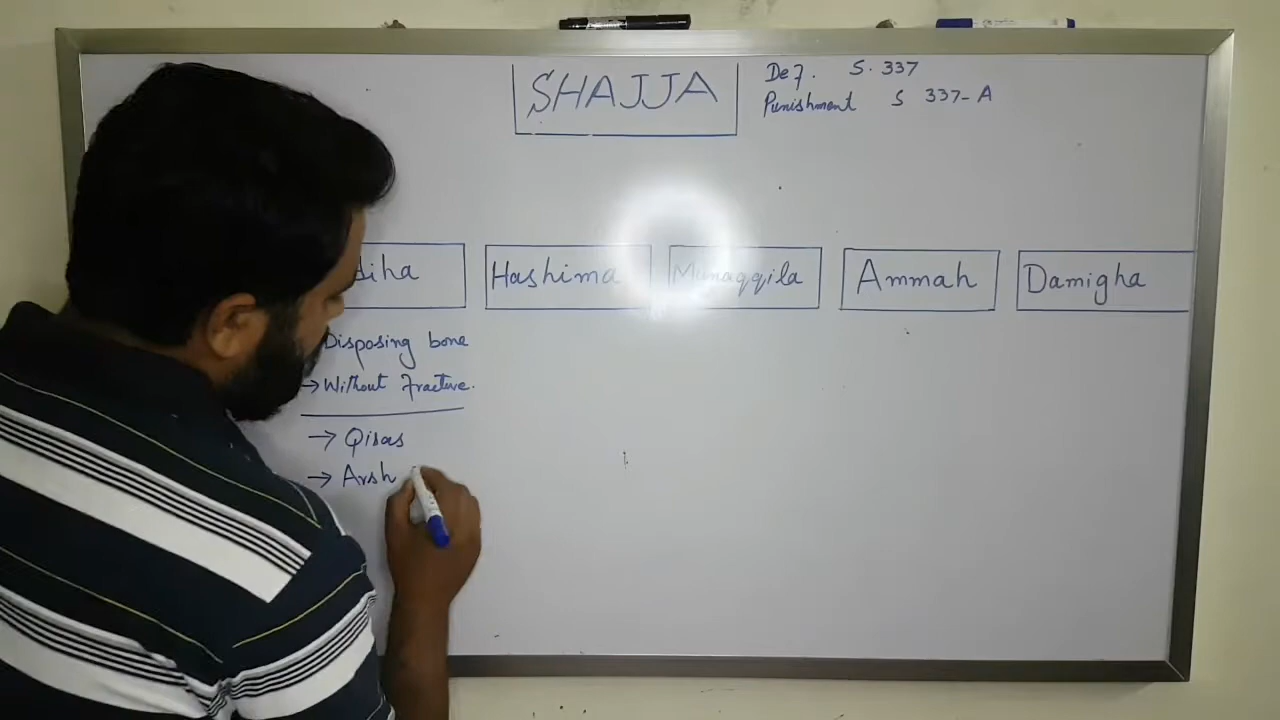 SHAJJA
Def. S. 337
Punishment S 337-A
Hashima
Munaqqila
Ammah
Damigha
Disposing bone
→ Without Fracture.
→ Qisas
→ Arsh